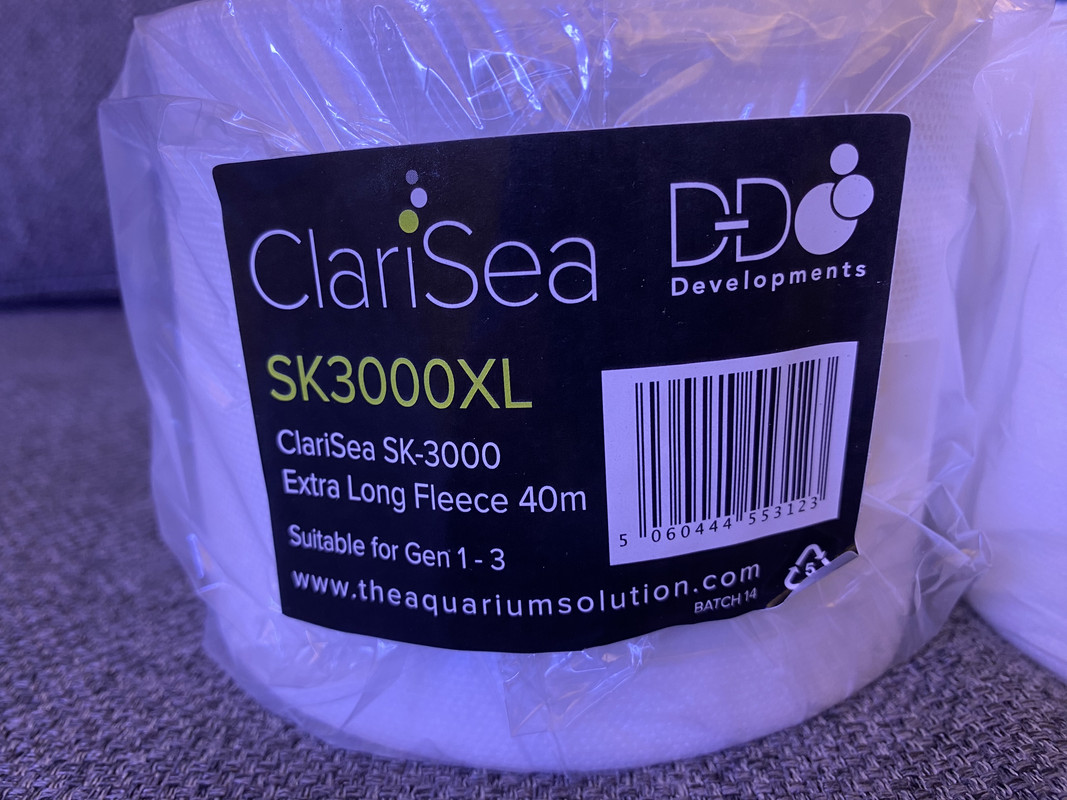 ClariSea
D-D
Developments
SK3000XL
ClariSea SK-3000
Extra Long Fleece 40m
Suitable for Gen 1 - 3
www.theaquariumsolution.com
5 060444 553123
5
BATCH 14